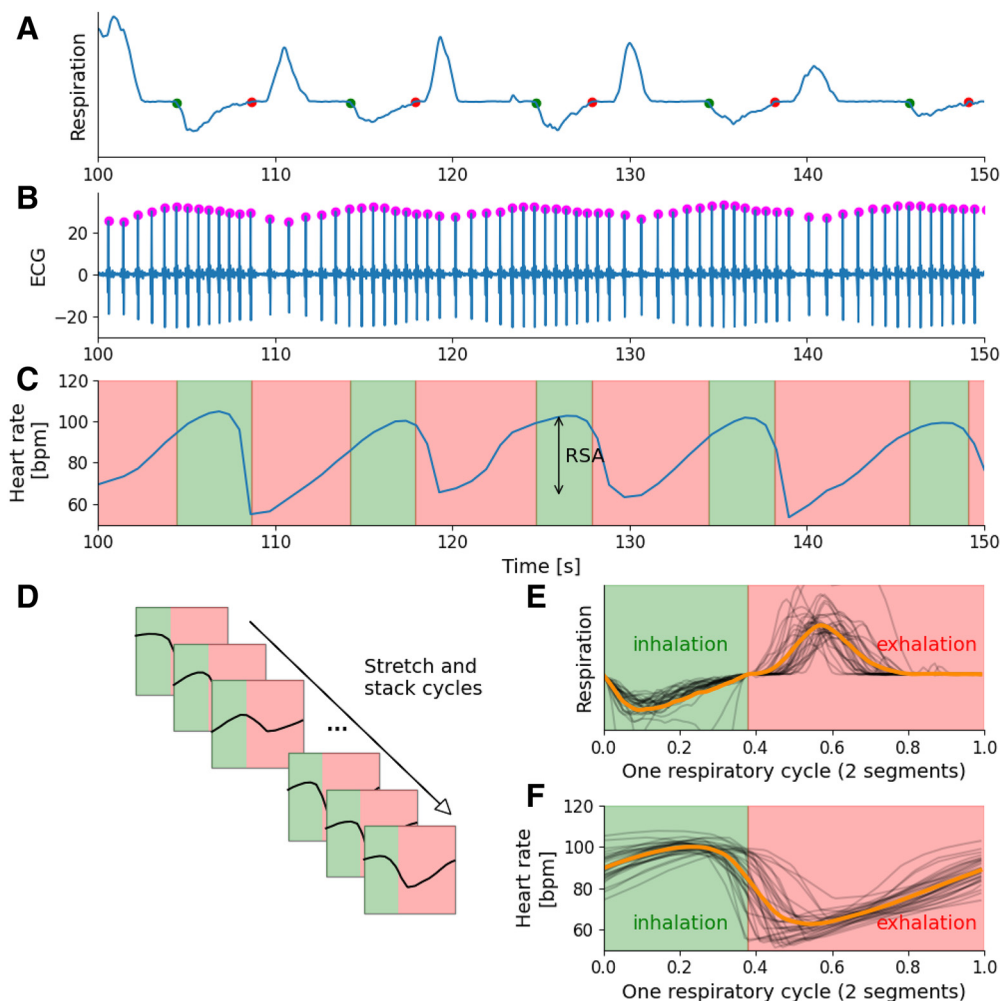 A
Respiration
100 110 120 130 140 150
B
ECG
20
0
−20
100 110 120 130 140 150
C
Heart rate
[bpm]
120
100
80
60
RSA
100 110 120 130 140 150
Time [s]
D
Stretch and
stack cycles
...
E
Respiration
inhalation
exhalation
0.0 0.2 0.4 0.6 0.8 1.0
One respiratory cycle (2 segments)
F
Heart rate
[bpm]
120
100
80
60
inhalation
exhalation
0.0 0.2 0.4 0.6 0.8 1.0
One respiratory cycle (2 segments)